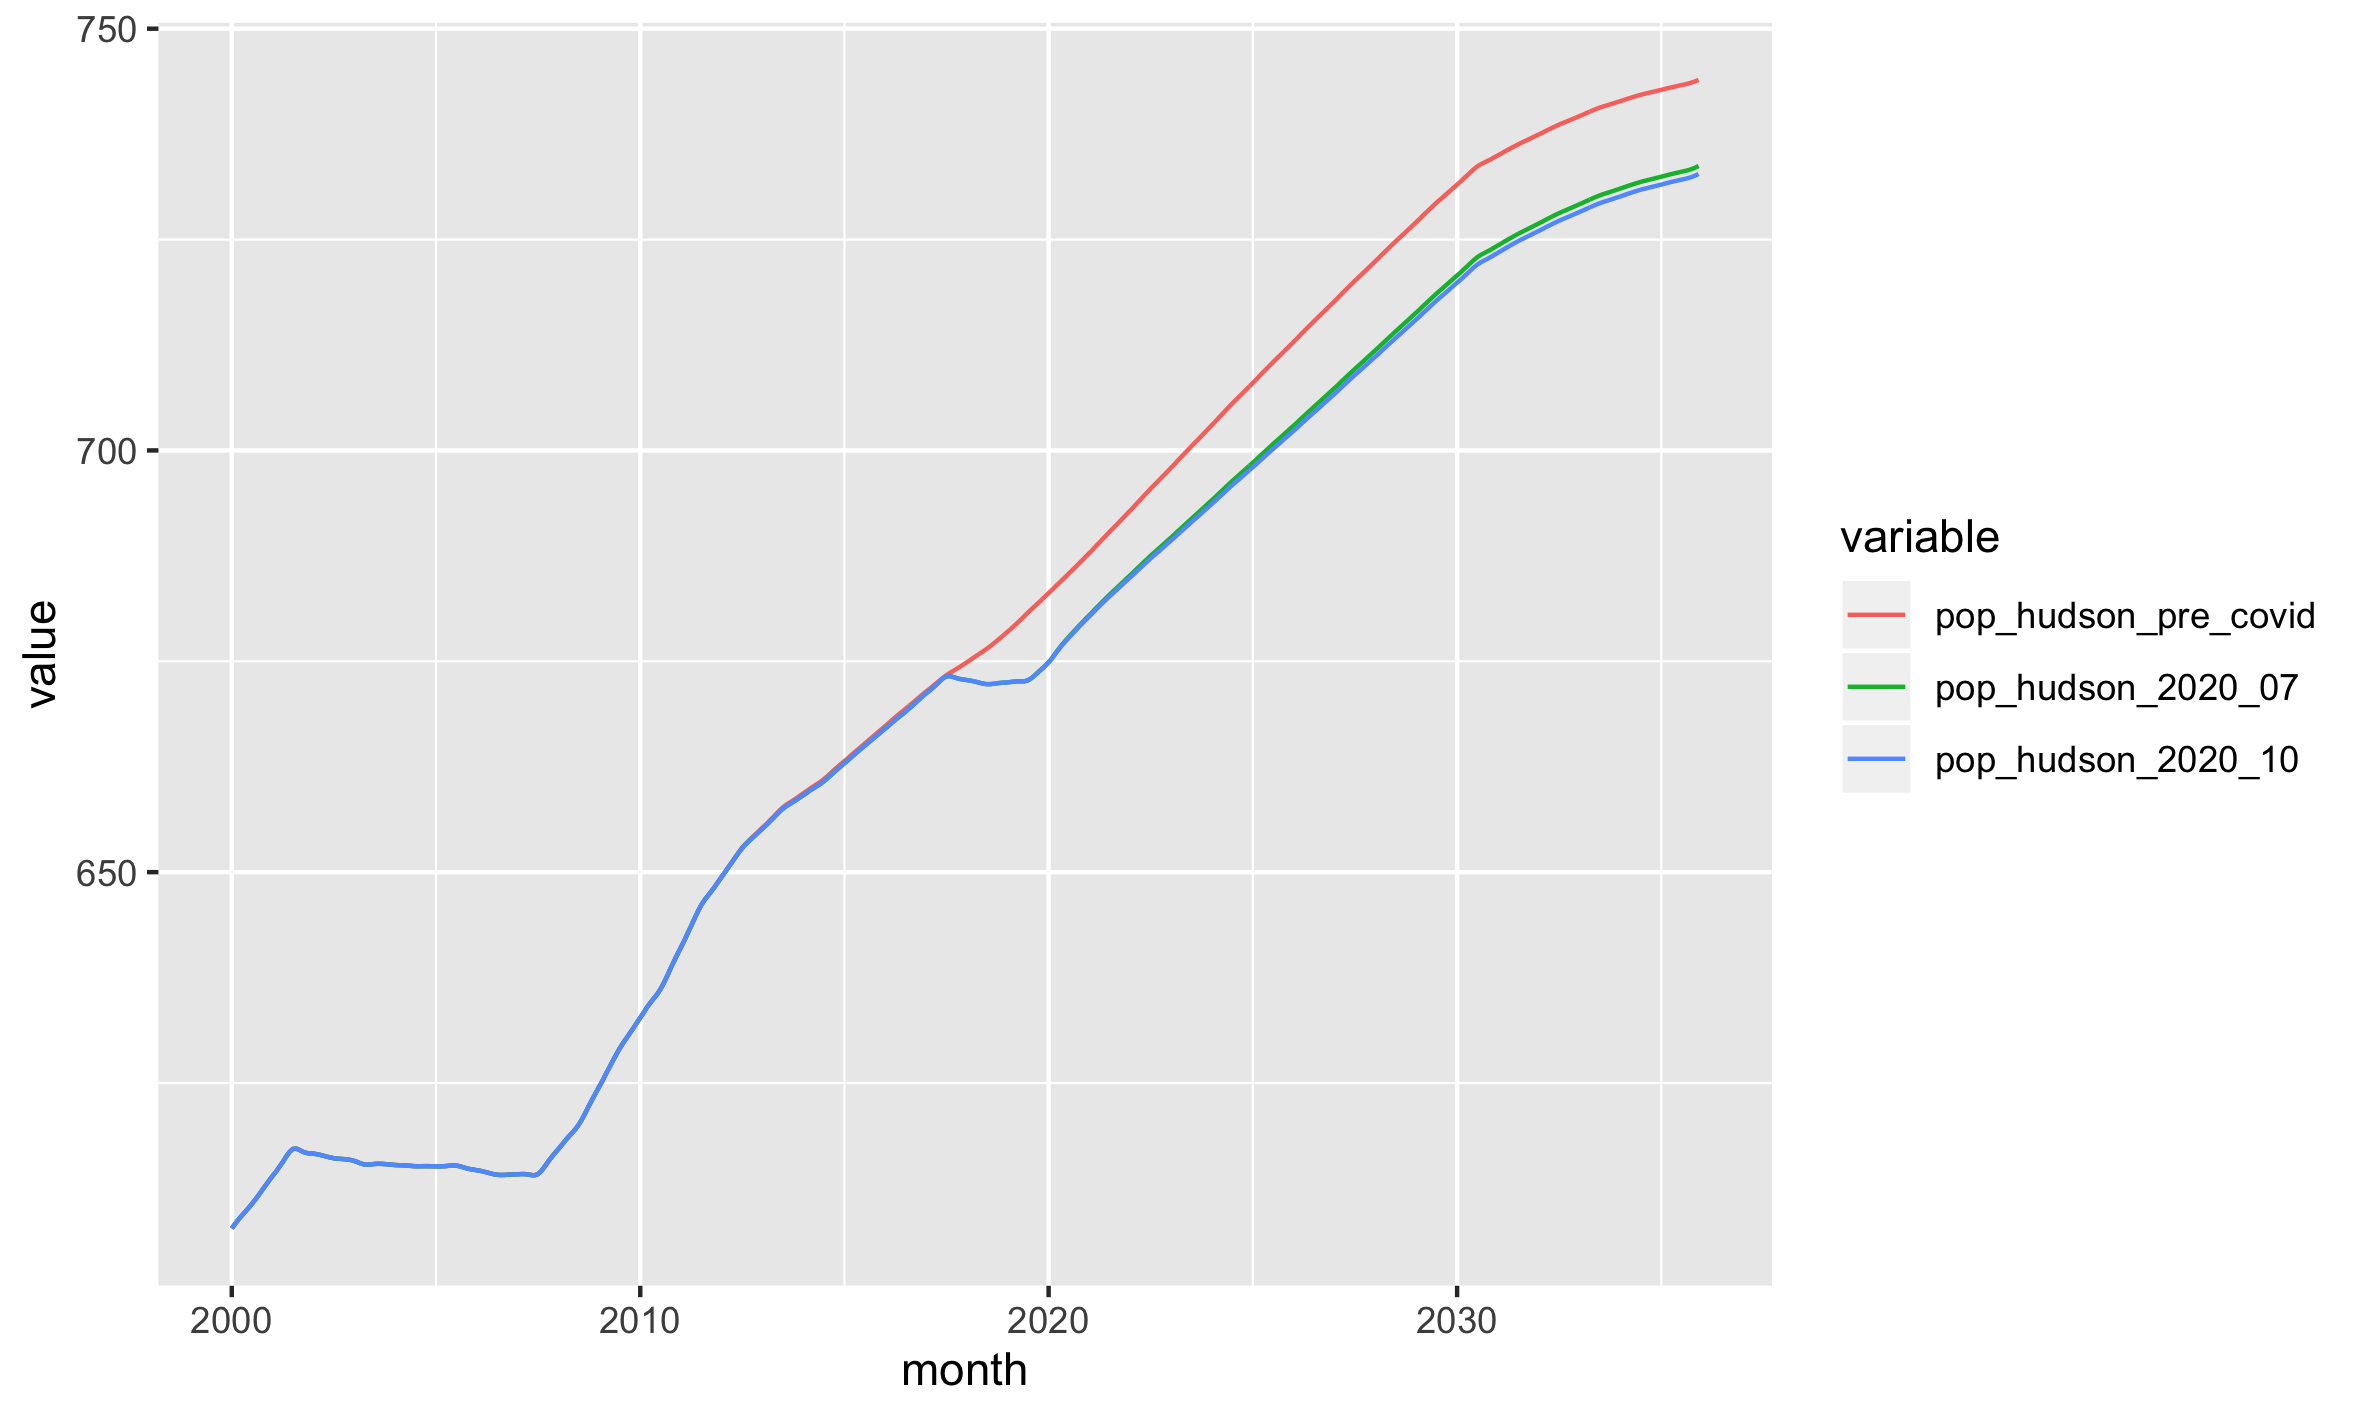 750
700
650
value
2000
2010
2020
2030
month
variable
pop_hudson_pre_covid
pop_hudson_2020_07
pop_hudson_2020_10